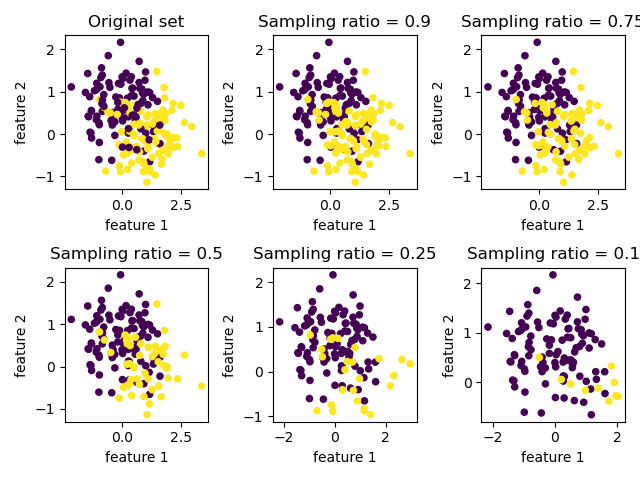 Original set
Sampling ratio = 0.9
Sampling ratio = 0.75
feature 2
2
1
0
−1
0.0
2.5
feature 1
feature 2
2
1
0
−1
0.0
2.5
feature 1
feature 2
2
1
0
−1
0.0
2.5
feature 1
Sampling ratio = 0.5
Sampling ratio = 0.25
Sampling ratio = 0.1
feature 2
2
1
0
−1
0.0
2.5
feature 1
feature 2
2
1
0
−1
−2
0
2
feature 1
feature 2
2
1
0
−2
0
2
feature 1